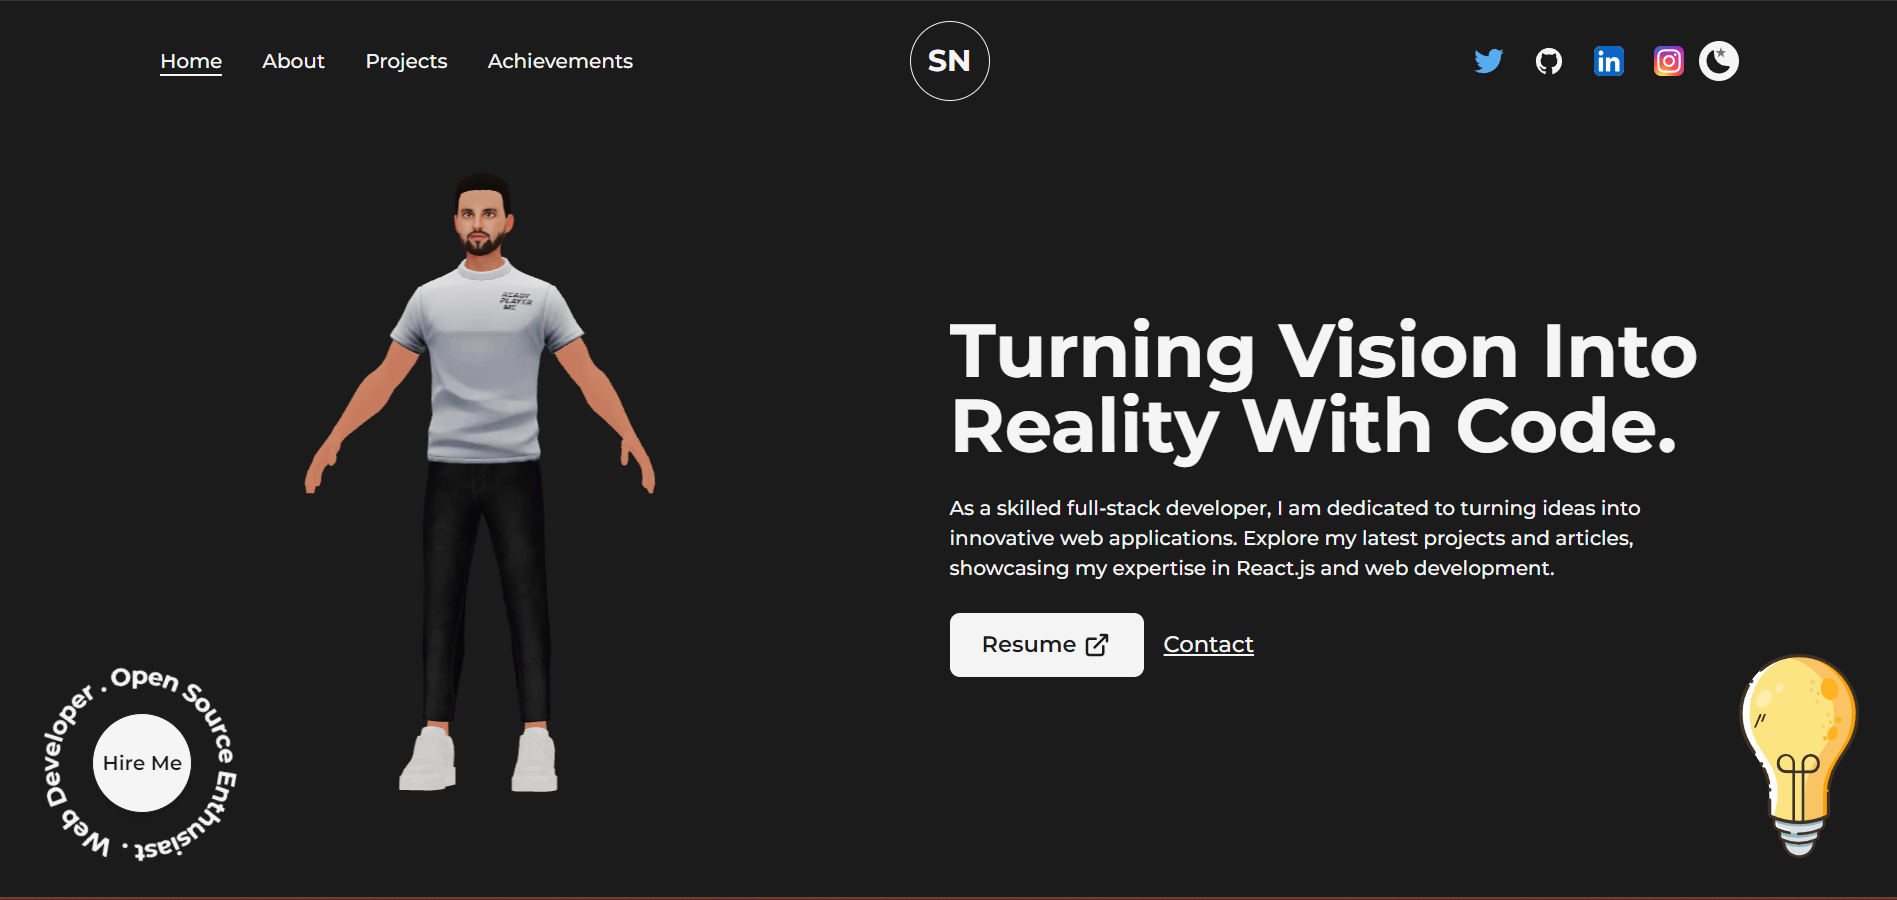 Home
About
Projects
Achievements
SN
in
READY
PLAYER
ME
Turning Vision Into
Reality With Code.
As a skilled full-stack developer, I am dedicated to turning ideas into
innovative web applications. Explore my latest projects and articles,
showcasing my expertise in React.js and web development.
Resume
Contact
Web Developer . Open Source Enthusiast .
Hire Me